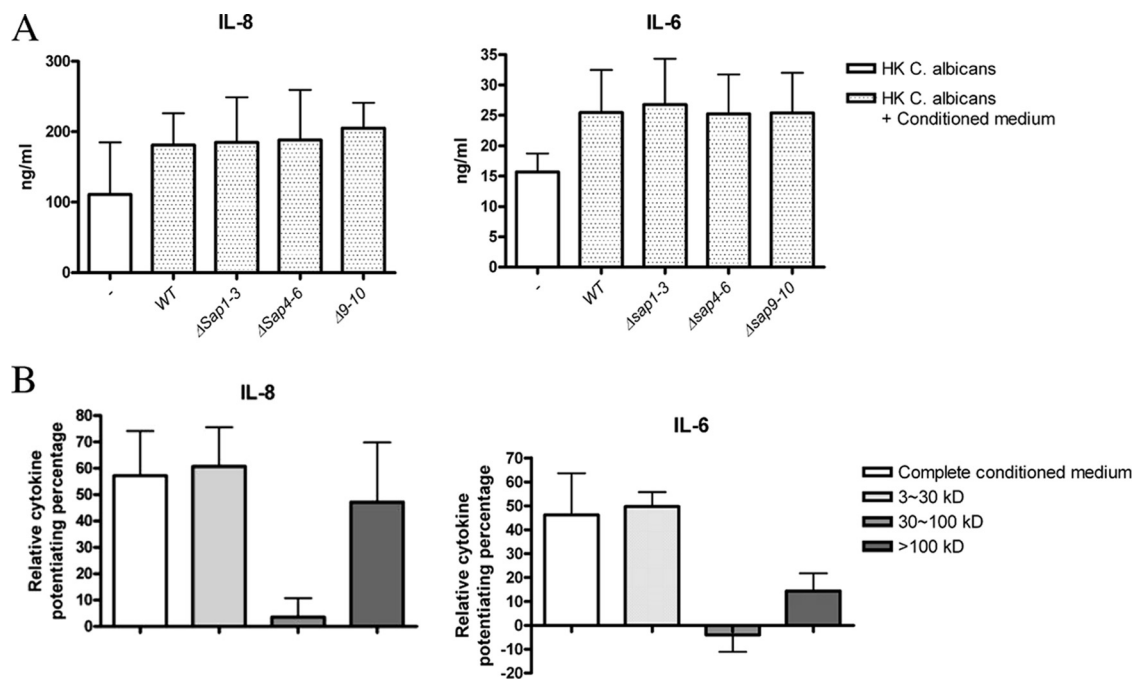 A
IL-8
ng/ml
300
200
100
0
-
WT
ΔSap1-3
ΔSap4-6
Δ9-10
IL-6
ng/ml
35
30
25
20
15
10
5
0
-
WT
Δsap1-3
Δsap4-6
Δsap9-10
HK C. albicans
HK C. albicans
+ Conditioned medium
B
IL-8
Relative cytokine
potentiating percentage
80
70
60
50
40
30
20
10
0
IL-6
Relative cytokine
potentiating percentage
70
60
50
40
30
20
10
0
-10
-20
Complete conditioned medium
3~30 kD
30~100 kD
>100 kD